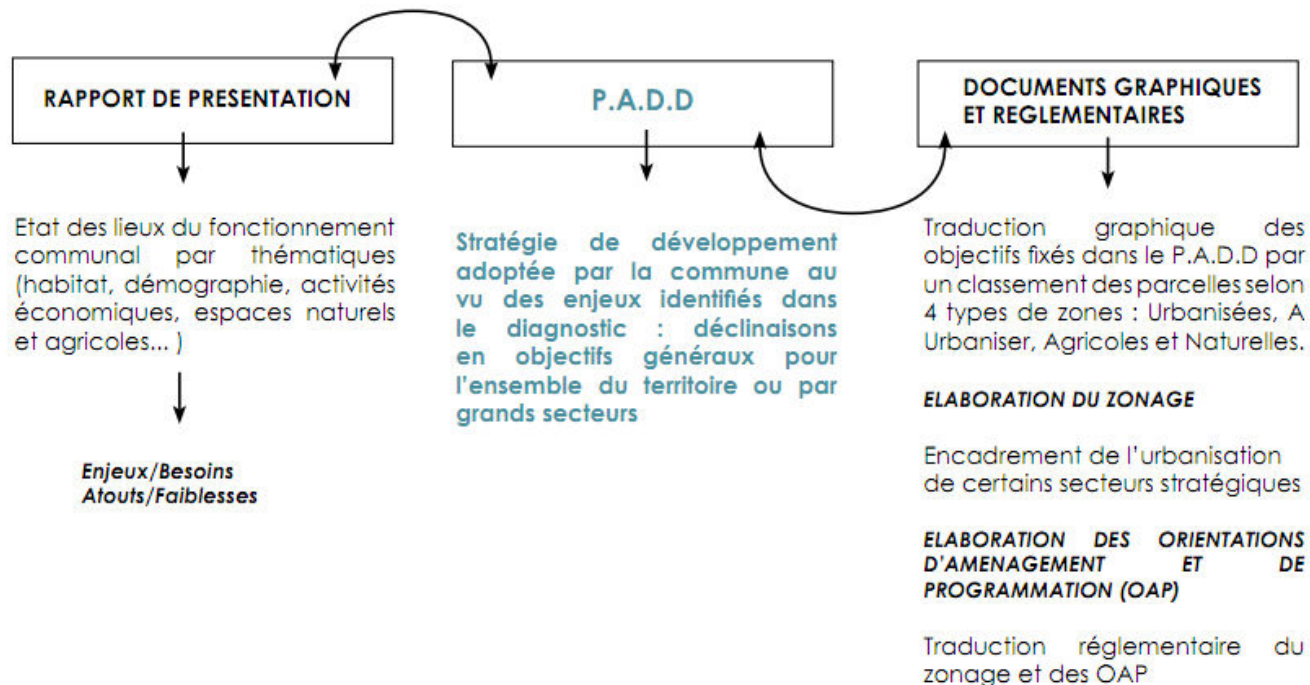 RAPPORT DE PRESENTATION
Etat des lieux du fonctionnement
communal par thématiques
(habitat, démographie, activités
économiques, espaces naturels
et agricoles... )
Enjeux/Besoins
Atouts/Faiblesses
P.A.D.D
Stratégie de développement
adoptée par la commune au
vu des enjeux identifiés dans
le diagnostic : déclinaisons
en objectifs généraux pour
l'ensemble du territoire ou par
grands secteurs
DOCUMENTS GRAPHIQUES
ET REGLEMENTAIRES
Traduction graphique des
objectifs fixés dans le P.A.D.D par
un classement des parcelles selon
4 types de zones : Urbanisées, A
Urbaniser, Agricoles et Naturelles.
ELABORATION DU ZONAGE
Encadrement de l'urbanisation
de certains secteurs stratégiques
ELABORATION DES ORIENTATIONS
D'AMENAGEMENT ET DE
PROGRAMMATION (OAP)
Traduction réglementaire du
zonage et des OAP